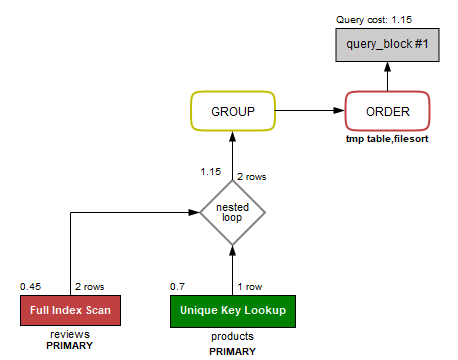 Query cost: 1.15
query_block #1
GROUP
ORDER
tmp table,filesort
1.15
2 rows
nested
loop
0.45
2 rows
0.7
1 row
Full Index Scan
Unique Key Lookup
reviews
PRIMARY
products
PRIMARY